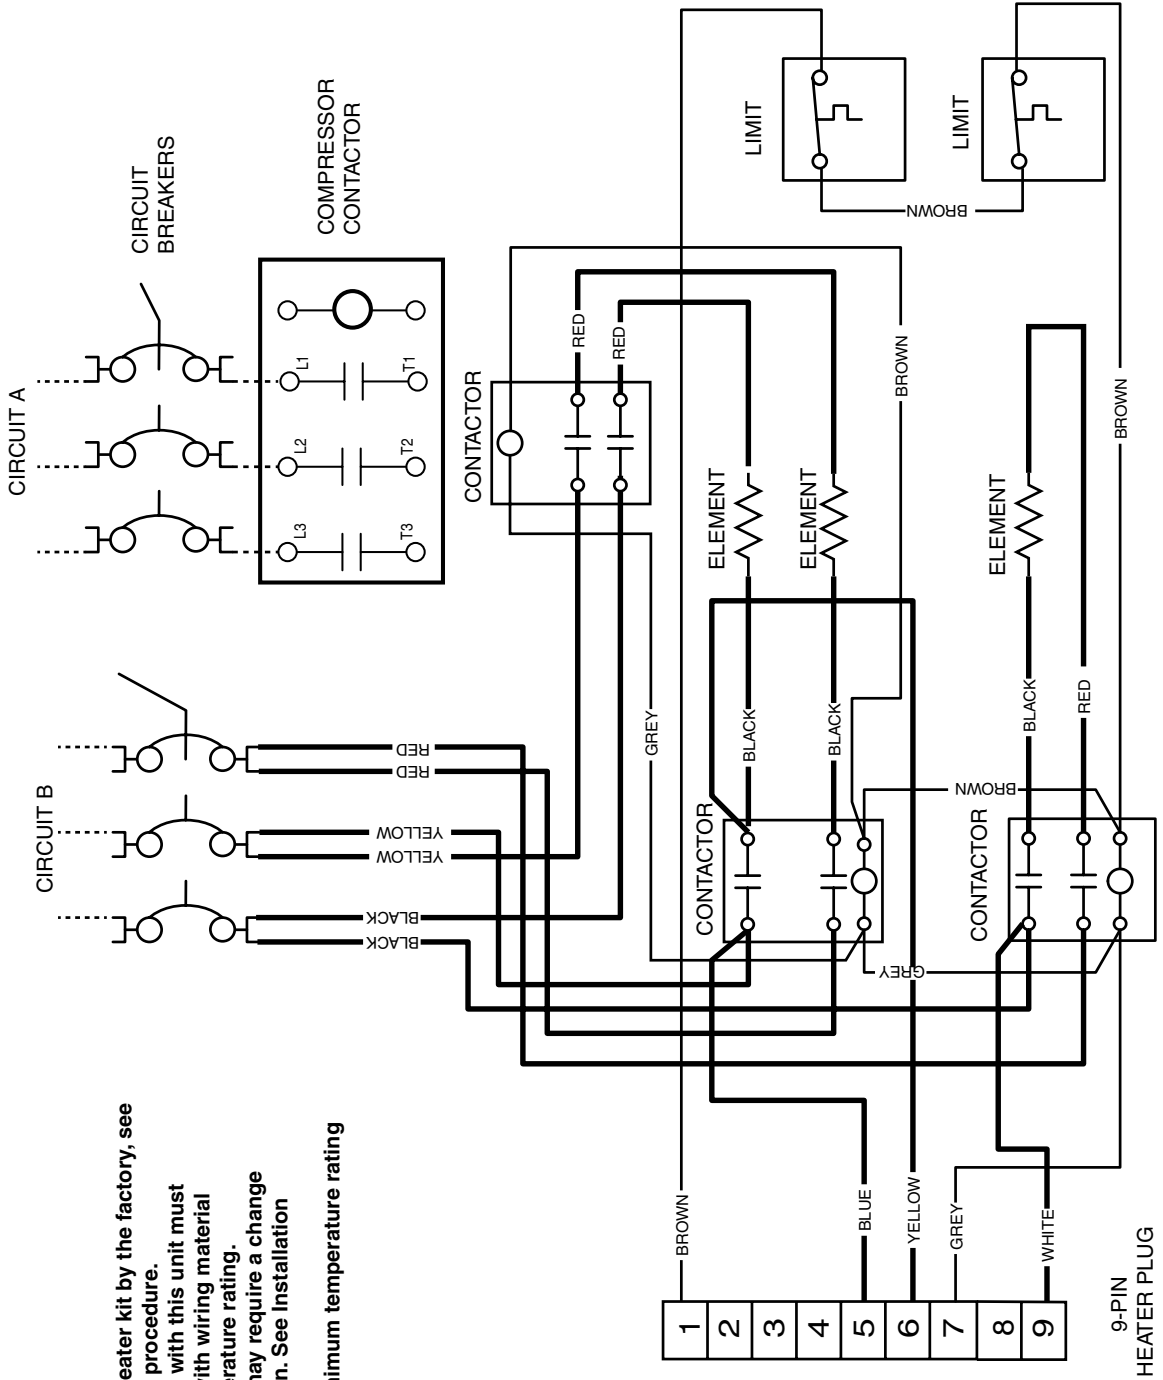 eater kit by the factory, see
procedure.
with this unit must
with wiring material
erature rating.
may require a change
n. See Installation
nimum temperature rating
CIRCUIT B
CIRCUIT A
CIRCUIT
BREAKERS
COMPRESSOR
CONTACTOR
L3
L2
L1
T3
T2
T1
BLACK
BLACK
YELLOW
YELLOW
RED
RED
CONTACTOR
RED
RED
GREY
BROWN
ELEMENT
ELEMENT
ELEMENT
LIMIT
LIMIT
BROWN
BROWN
CONTACTOR
BLACK
BLACK
GREY
BROWN
CONTACTOR
BLACK
RED
BROWN
BLUE
YELLOW
GREY
WHITE
1
2
3
4
5
6
7
8
9
9-PIN
HEATER PLUG